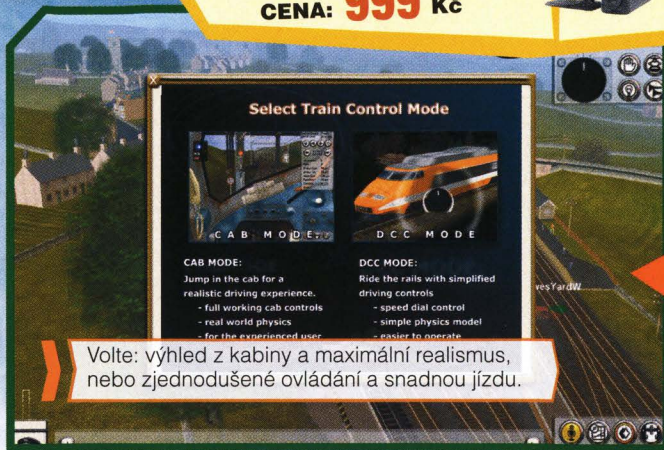 CENA: 999 Kč
X
Select Train Control Mode
CAB MODE
DCC MODE
CAB MODE:
Jump in the cab for a
realistic driving experience.
- full working cab controls
- real world physics
- for the experienced user
DCC MODE:
Ride the rails with simplified
driving controls
- speed dial control
- simple physics model
- easier to operate
vesYardW
Volte: výhled z kabiny a maximální realismus,
nebo zjednodušené ovládání a snadnou jízdu.